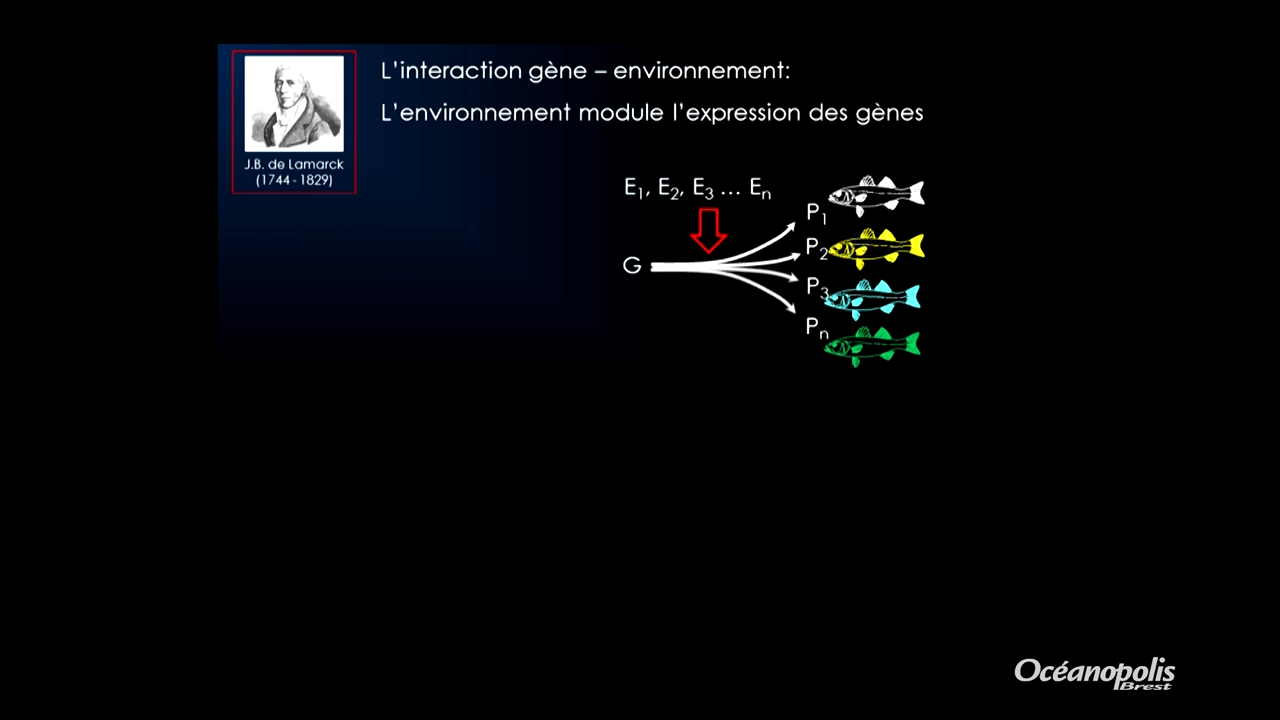 L'interaction gène – environnement:
L'environnement module l'expression des gènes
J.B. de Lamarck
(1744 - 1829)
E1, E2, E3 ... En
G
P1
P2
P3
Pn
Océanopolis
Brest